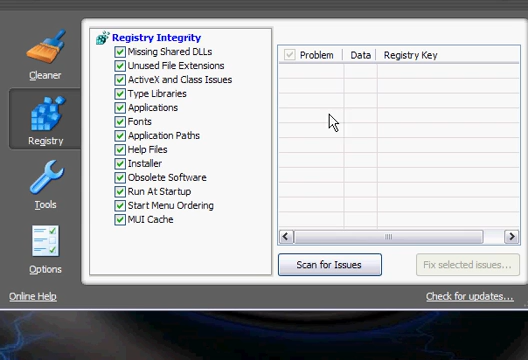 Cleaner
Registry
Tools
Options
Registry Integrity
Missing Shared DLLs
Unused File Extensions
ActiveX and Class Issues
Type Libraries
Applications
Fonts
Application Paths
Help Files
Installer
Obsolete Software
Run At Startup
Start Menu Ordering
MUI Cache
Problem Data Registry Key
Scan for Issues
Fix selected issues...
Online Help
Check for updates...